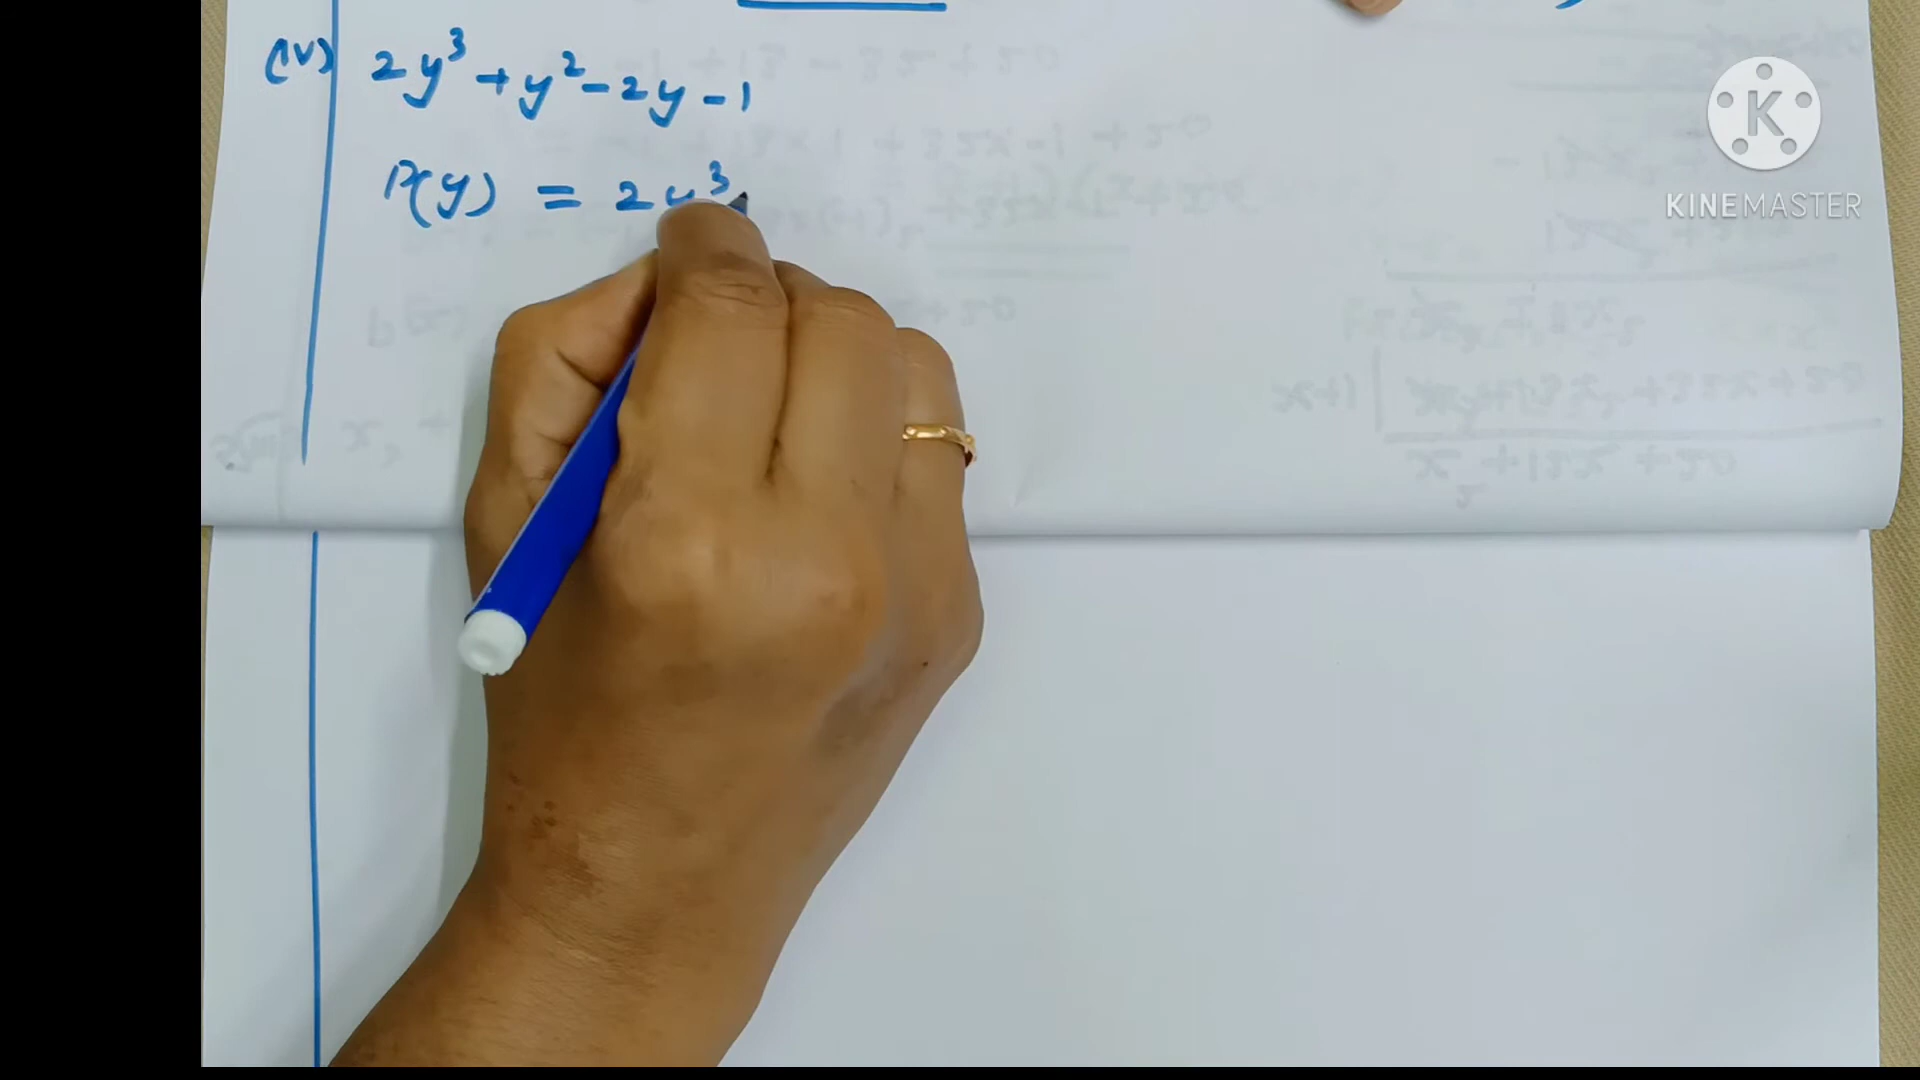 (iv) 2y³ + y² - 2y - 1
P(y) = 2y³
K
KINEMASTER